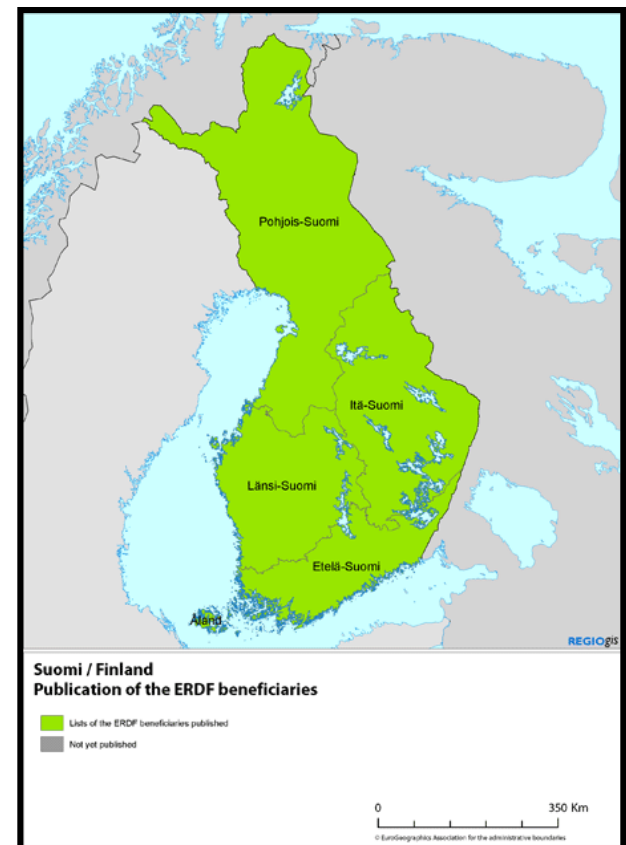 Pohjois-Suomi
Itä-Suomi
Länsi-Suomi
Etelä-Suomi
Åland
REGIOgis
Suomi / Finland
Publication of the ERDF beneficiaries
Lists of the ERDF beneficiaries published
Not yet published
0 350 Km
© EuroGeographics Association for the administrative boundaries